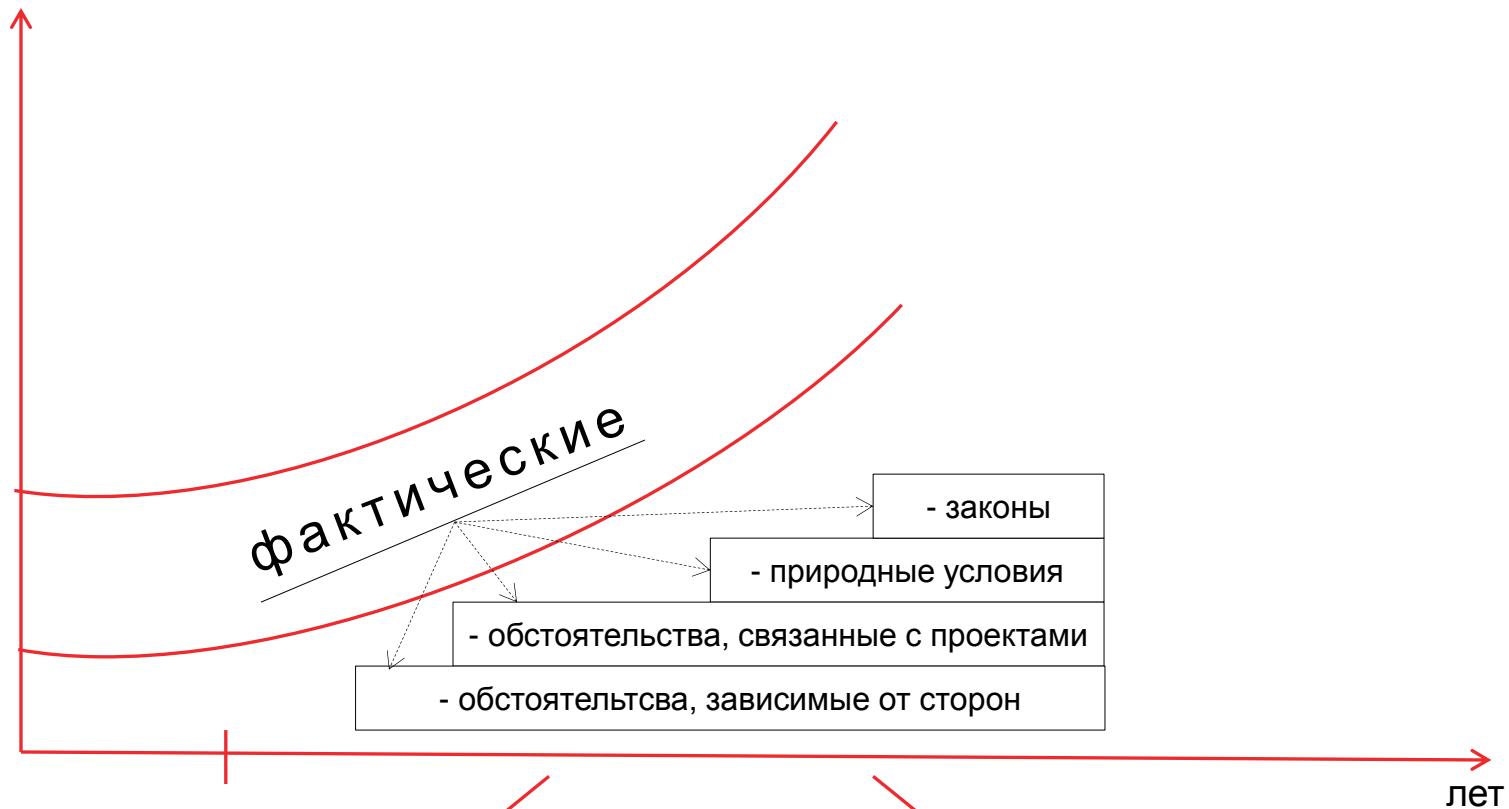 фактические
- законы
- природные условия
- обстоятельства, связанные с проектами
- обстоятельтсва, зависимые от сторон
лет